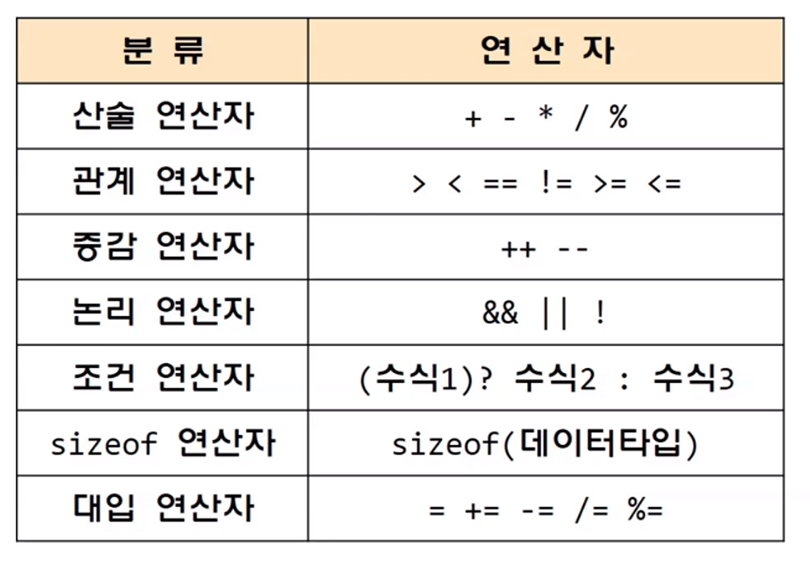 분 류 연 산 자
산술 연산자 + - * / %
관계 연산자 > < == != >= <=
증감 연산자 ++ --
논리 연산자 && || !
조건 연산자 (수식1)? 수식2 : 수식3
sizeof 연산자 sizeof(데이터타입)
대입 연산자 = += -= /= %=